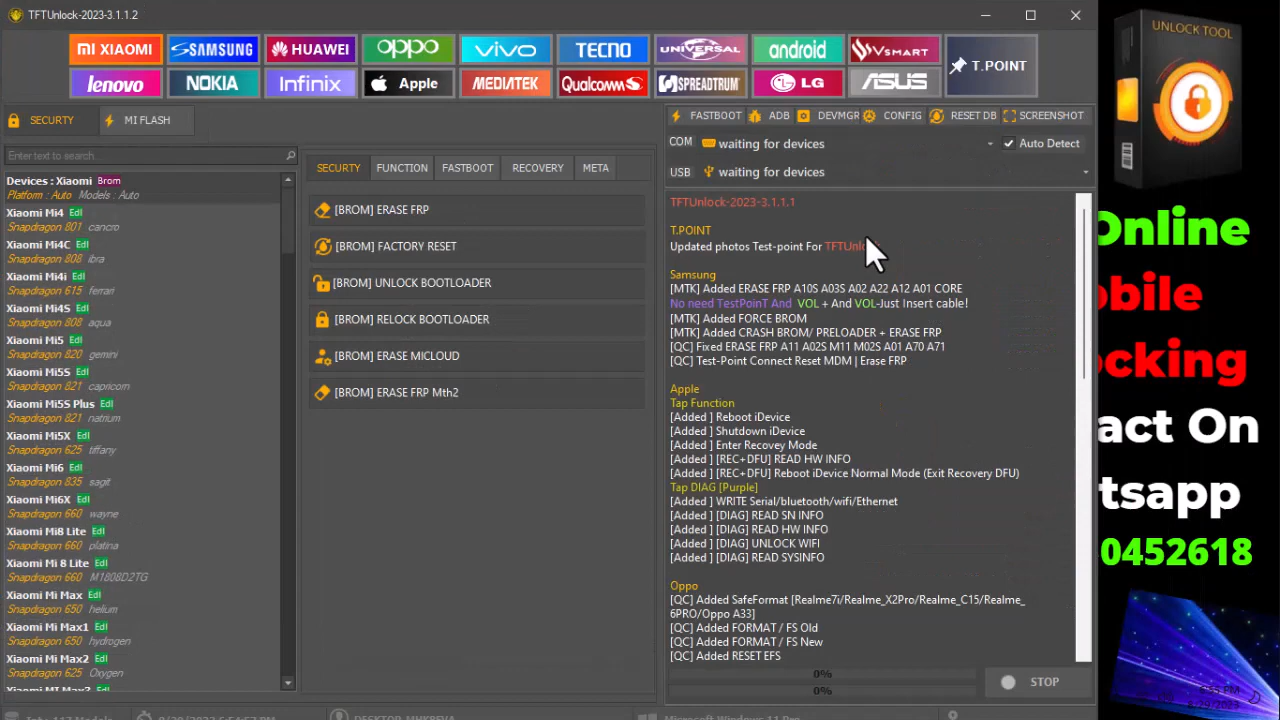 TFTUnlock-2023-3.1.1.2
MI XIAOMI
SAMSUNG
HUAWEI
oppo
vivo
TECNO
UNIVERSAL
android
VSMART
lenovo
NOKIA
Infinix
Apple
MEDIATEK
Qualcomm
SPREADTRUM
LG
ASUS
T.POINT
SECURTY
MI FLASH
Enter text to search
Devices : Xiaomi Brom
Platform : Auto Models : Auto
Xiaomi Mi4 Edl
Snapdragon 801 cancro
Xiaomi Mi4C Edl
Snapdragon 808 ibra
Xiaomi Mi4i Edl
Snapdragon 615 ferrari
Xiaomi Mi4S Edl
Snapdragon 808 aqua
Xiaomi Mi5 Edl
Snapdragon 820 gemini
Xiaomi Mi5S Edl
Snapdragon 821 capricorn
Xiaomi Mi5S Plus Edl
Snapdragon 821 natrium
Xiaomi Mi5X Edl
Snapdragon 625 tiffany
Xiaomi Mi6 Edl
Snapdragon 835 sagit
Xiaomi Mi6X Edl
Snapdragon 660 wayne
Xiaomi Mi8 Lite Edl
Snapdragon 660 platina
Xiaomi Mi 8 Lite Edl
Snapdragon 660 M1808D2TG
Xiaomi Mi Max Edl
Snapdragon 650 helium
Xiaomi Mi Max1 Edl
Snapdragon 650 hydrogen
Xiaomi Mi Max2 Edl
Snapdragon 625 Oxygen
SECURTY FUNCTION FASTBOOT RECOVERY META
[BROM] ERASE FRP
[BROM] FACTORY RESET
[BROM] UNLOCK BOOTLOADER
[BROM] RELOCK BOOTLOADER
[BROM] ERASE MICLOUD
[BROM] ERASE FRP Mth2
FASTBOOT ADB DEVMGR CONFIG RESET DB SCREENSHOT
COM waiting for devices Auto Detect
USB waiting for devices
TFTUnlock-2023-3.1.1.1
T.POINT
Updated photos Test-point For
Samsung
[MTK] Added ERASE FRP A10S A03S A02 A22 A12 A01 CORE
No need TestPoinT And VOL + And VOL-Just Insert cable!
[MTK] Added FORCE BROM
[MTK] Added CRASH BROM/ PRELOADER + ERASE FRP
[QC] Fixed ERASE FRP A11 A02S M11 M02S A01 A70 A71
[QC] Test-Point Connect Reset MDM | Erase FRP
Apple
Tap Function
[Added ] Reboot iDevice
[Added ] Shutdown iDevice
[Added ] Enter Recovey Mode
[Added ] [REC+DFU] READ HW INFO
[Added ] [REC+DFU] Reboot iDevice Normal Mode (Exit Recovery DFU)
Tap DIAG [Purple]
[Added ] WRITE Serial/bluetooth/wifi/Ethernet
[Added ] [DIAG] READ SN INFO
[Added ] [DIAG] READ HW INFO
[Added ] [DIAG] UNLOCK WIFI
[Added ] [DIAG] READ SYSINFO
Oppo
[QC] Added SafeFormat [Realme7i/Realme_X2Pro/Realme_C15/Realme_
6PRO/Oppo A33]
[QC] Added FORMAT / FS Old
[QC] Added FORMAT / FS New
[QC] Added RESET EFS
0%
0%
STOP
UNLOCK TOOL
Online
obile
ocking
act On
tsapp
0452618
8/29/2023